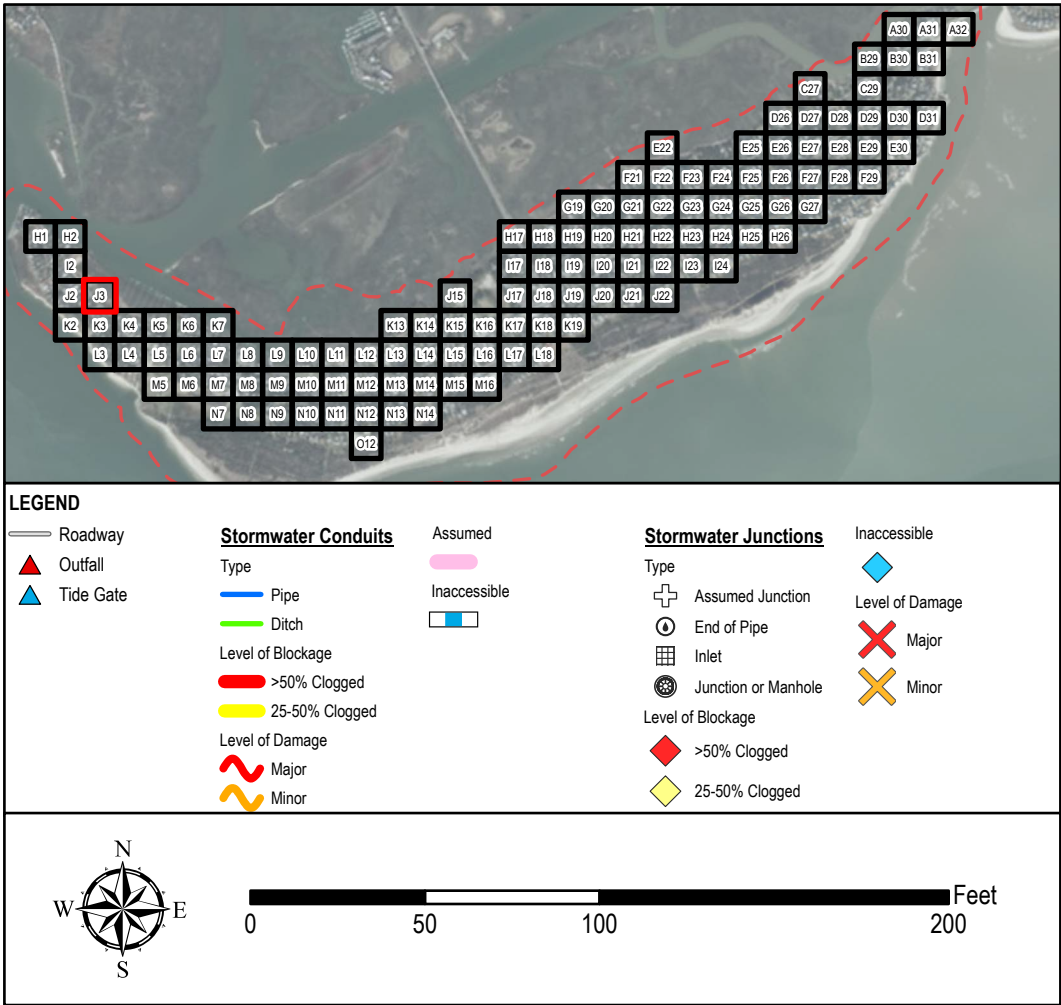 A30 A31 A32
B29 B30 B31
C27 C29
D26 D27 D28 D29 D30 D31
E22 E25 E26 E27 E28 E29 E30
F21 F22 F23 F24 F25 F26 F27 F28 F29
G19 G20 G21 G22 G23 G24 G25 G26 G27
H1 H2 H17 H18 H19 H20 H21 H22 H23 H24 H25 H26
I2 I17 I18 I19 I20 I21 I22 I23 I24
J2 J3 J15 J17 J18 J19 J20 J21 J22
K2 K3 K4 K5 K6 K7 K13 K14 K15 K16 K17 K18 K19
L3 L4 L5 L6 L7 L8 L9 L10 L11 L12 L13 L14 L15 L16 L17 L18
M5 M6 M7 M8 M9 M10 M11 M12 M13 M14 M15 M16
N7 N8 N9 N10 N11 N12 N13 N14
O12
LEGEND
Roadway
Outfall
Tide Gate
Stormwater Conduits
Type
Pipe
Ditch
Level of Blockage
>50% Clogged
25-50% Clogged
Level of Damage
Major
Minor
Assumed
Inaccessible
Stormwater Junctions
Type
Assumed Junction
End of Pipe
Inlet
Junction or Manhole
Level of Blockage
>50% Clogged
25-50% Clogged
Inaccessible
Level of Damage
Major
Minor
N
W E
S
Feet
0 50 100 200